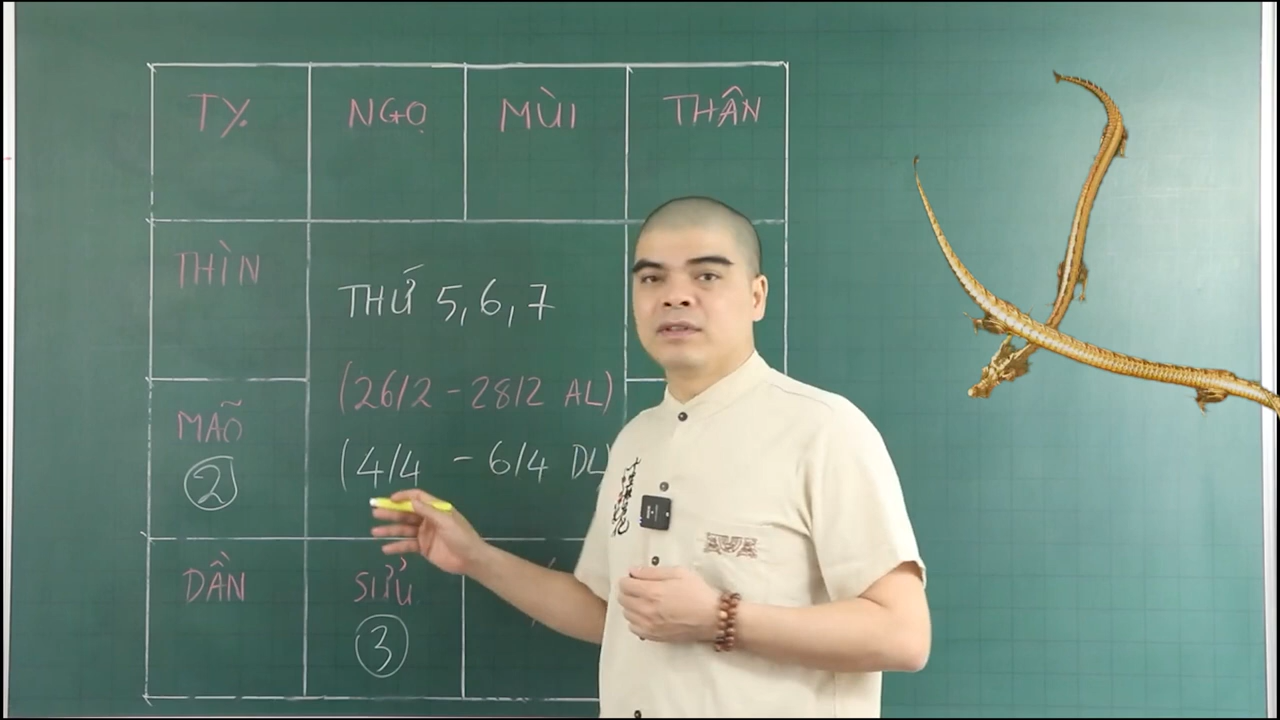 TỴ NGỌ MÙI THÂN
THÌN
THỨ 5,6,7
(26/2 - 28/2 AL)
MÃO
(4/4 - 6/4 DL)
②
DẦN SỬU
③